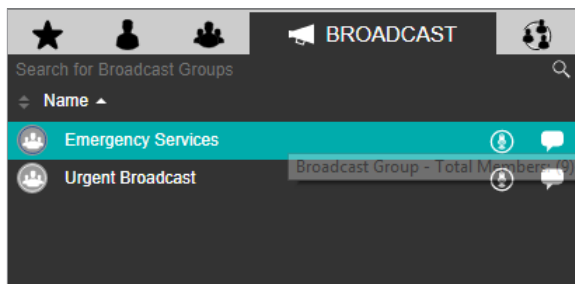 BROADCAST
Search for Broadcast Groups
Name
Emergency Services
Broadcast Group - Total Members: (9)
Urgent Broadcast